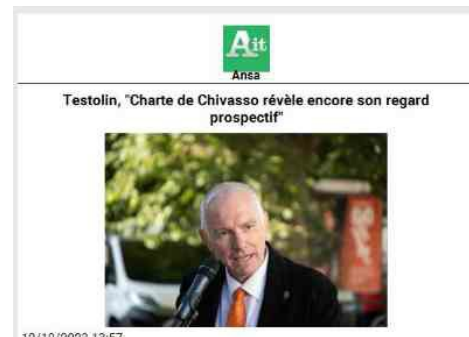 Ait
Ansa
Testolin, "Charte de Chivasso révèle encore son regard
prospectif"